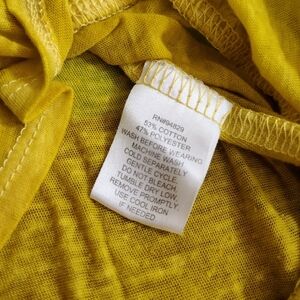 RN#94829
53% COTTON
47% POLYESTER
WASH BEFORE WEARING.
MACHINE WASH
COLD SEPARATELY
GENTLE CYCLE.
DO NOT BLEACH.
TUMBLE DRY LOW,
REMOVE PROMPTLY.
USE COOL IRON
IF NEEDED.